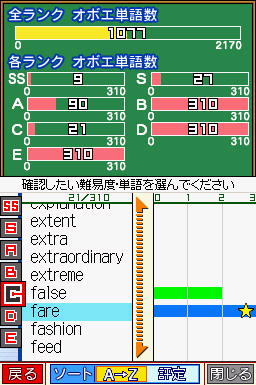 全ランク オボエ単語数
1077
0 2170
各ランク オボエ単語数
SS 9 S 27
0 310 0 310
A 90 B 310
0 310 0 310
C 21 D 310
0 310 0 310
E 310
0 310
確認したい難易度・単語を選んでください
21/310 0 1 2 3
SS
S
A
B
C
D
E
explanation
extent
extra
extraordinary
extreme
false
fare
fashion
feed
戻る ソート A→Z 評定 閉じる